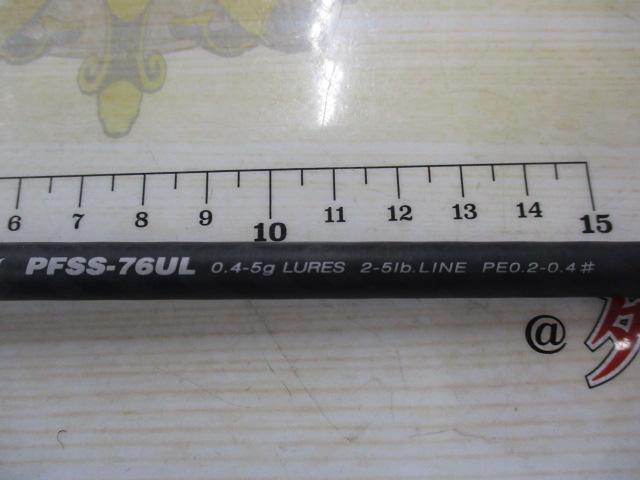 6 7 8 9 10 11 12 13 14 15
PFSS-76UL 0.4-5g LURES 2-5lb.LINE PE0.2-0.4#
@